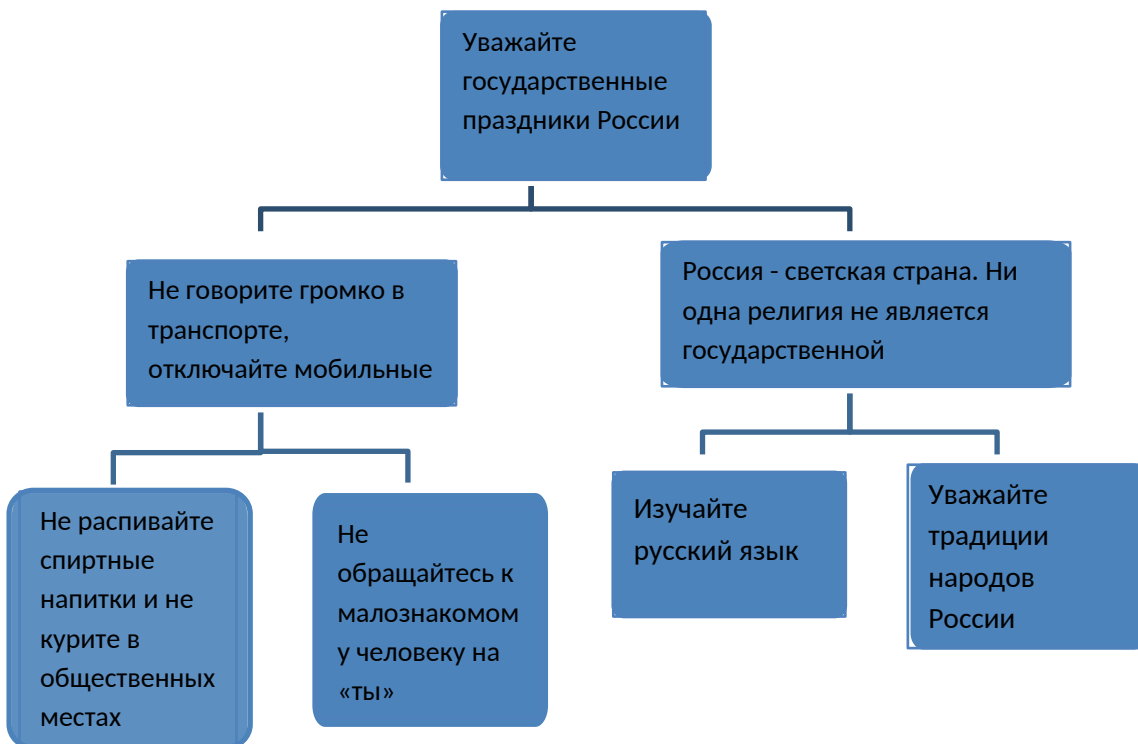 Уважайте
государственные
праздники России
Не говорите громко в
транспорте,
отключайте мобильные
Россия - светская страна. Ни
одна религия не является
государственной
Не распивайте
спиртные
напитки и не
курите в
общественных
местах
Не
обращайтесь к
малознаком
у человеку на
«ты»
Изучайте
русский язык
Уважайте
традиции
народов
России